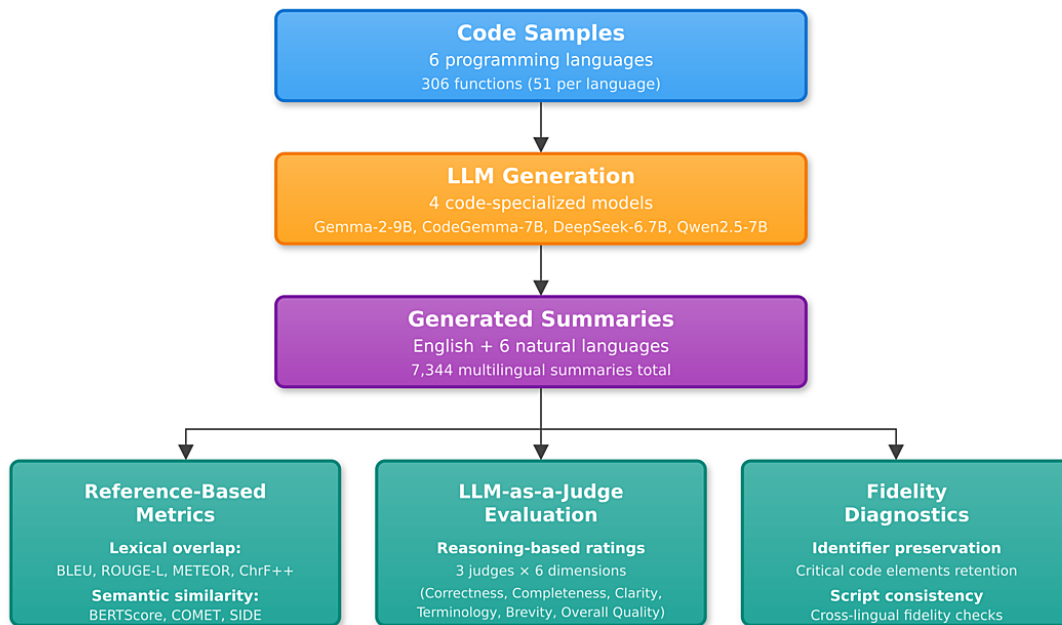 Code Samples
6 programming languages
306 functions (51 per language)
LLM Generation
4 code-specialized models
Gemma-2-9B, CodeGemma-7B, DeepSeek-6.7B, Qwen2.5-7B
Generated Summaries
English + 6 natural languages
7,344 multilingual summaries total
Reference-Based
Metrics
Lexical overlap:
BLEU, ROUGE-L, METEOR, ChrF++
Semantic similarity:
BERTScore, COMET, SIDE
LLM-as-a-Judge
Evaluation
Reasoning-based ratings
3 judges × 6 dimensions
(Correctness, Completeness, Clarity,
Terminology, Brevity, Overall Quality)
Fidelity
Diagnostics
Identifier preservation
Critical code elements retention
Script consistency
Cross-lingual fidelity checks